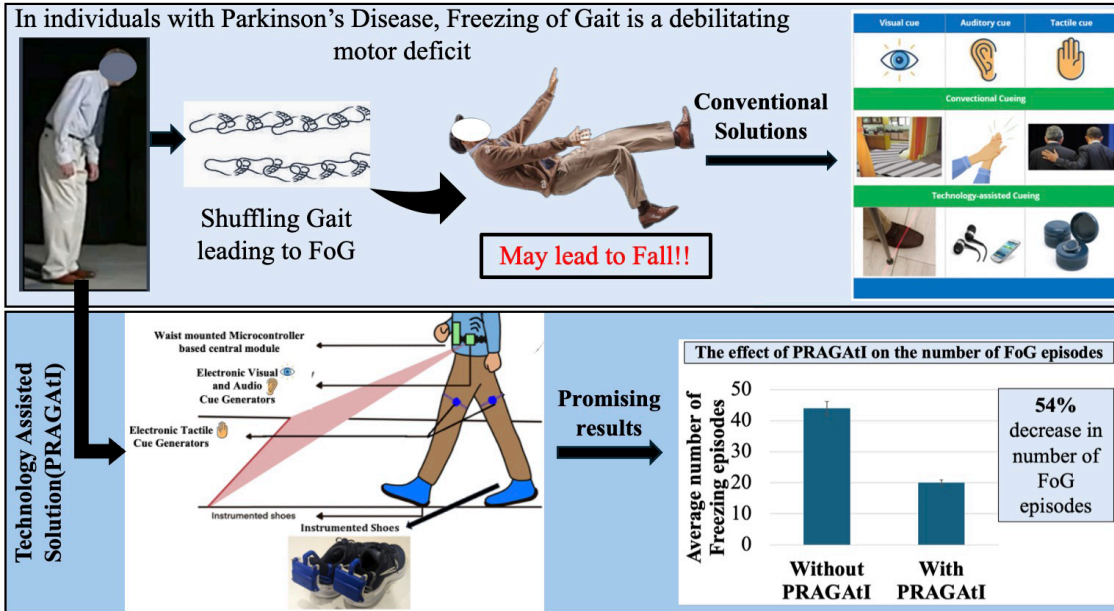 In individuals with Parkinson's Disease, Freezing of Gait is a debilitating
motor deficit
Shuffling Gait
leading to FoG
May lead to Fall!!
Conventional
Solutions
Visual cue
Auditory cue
Tactile cue
Conventional Cueing
Technology-assisted Cueing
Technology Assisted
Solution(PRAGAtI)
Waist mounted Microcontroller
based central module
Electronic Visual
and Audio
Cue Generators
Electronic Tactile
Cue Generators
Instrumented shoes
Instrumented Shoes
Promising
results
The effect of PRAGAtI on the number of FoG episodes
Average number of
Freezing episodes
50
40
30
20
10
0
Without
PRAGAtI
With
PRAGAtI
54%
decrease in
number of
FoG
episodes